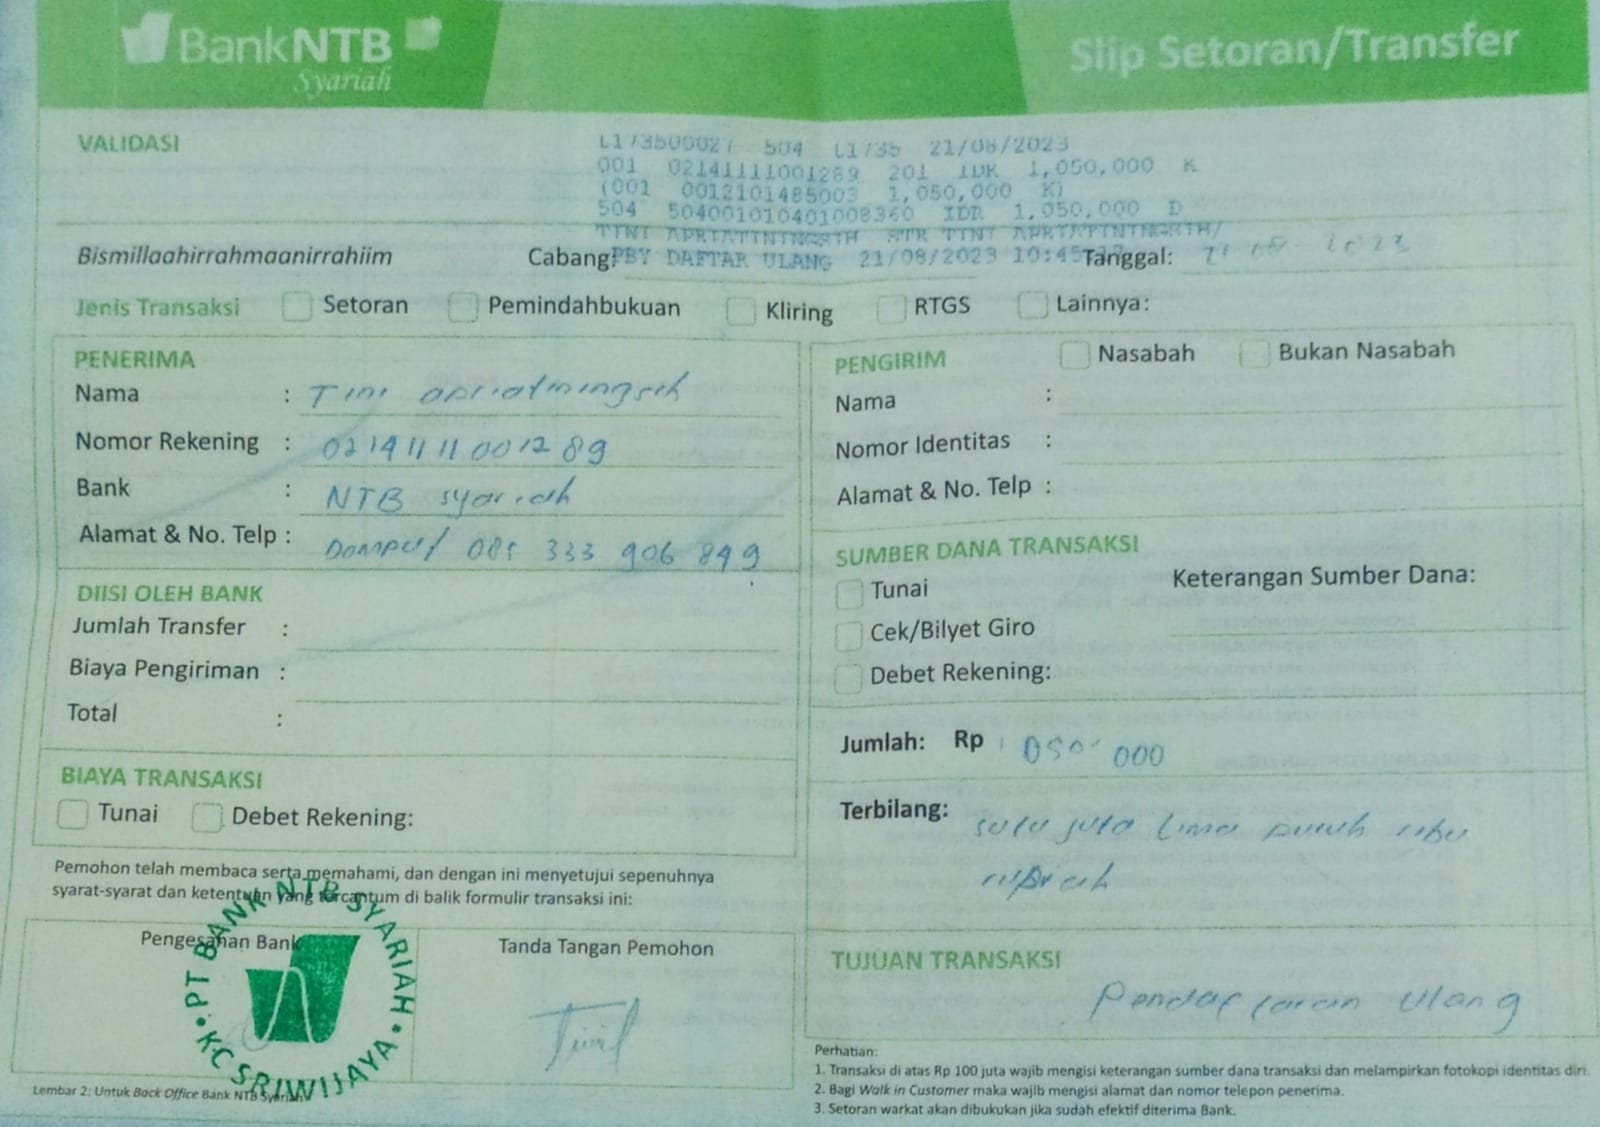 BankNTB
Syariah
Slip Setoran/Transfer
VALIDASI
L173500027 504 L1735 21/08/2023
001 02141111001289 201 IDR 1,050,000 K
(001 0012101485003 1,050,000 K)
504 504001010401008360 IDR 1,050,000 D
TINI APRIATININGSIH STR TINI APRIATININGSIH/
Bismillaahirrahmaanirrahiim Cabang: PBY DAFTAR ULANG 21/08/2023 10:45 Tanggal: 21 08 2023
Jenis Transaksi Setoran Pemindahbukuan Kliring RTGS Lainnya:
PENERIMA
Nama : Tini apriatiningsih
Nomor Rekening : 02141111001289
Bank : NTB syariah
Alamat & No. Telp : Dompu/ 085 333 906 849
PENGIRIM Nasabah Bukan Nasabah
Nama :
Nomor Identitas :
Alamat & No. Telp :
DIISI OLEH BANK
Jumlah Transfer :
Biaya Pengiriman :
Total :
SUMBER DANA TRANSAKSI
Tunai Keterangan Sumber Dana:
Cek/Bilyet Giro
Debet Rekening:
BIAYA TRANSAKSI
Tunai Debet Rekening:
Jumlah: Rp 1 050 000
Terbilang: satu juta lima puluh ribu
rupiah
Pemohon telah membaca serta memahami, dan dengan ini menyetujui sepenuhnya
syarat-syarat dan ketentuan yang tercantum di balik formulir transaksi ini:
Pengesahan Bank
PT BANK NTB SYARIAH
KC SRIWIJAYA
Tanda Tangan Pemohon
TUJUAN TRANSAKSI
Pendaftaran Ulang
Perhatian:
1. Transaksi di atas Rp 100 juta wajib mengisi keterangan sumber dana transaksi dan melampirkan fotokopi identitas diri.
2. Bagi Walk in Customer maka wajib mengisi alamat dan nomor telepon penerima.
3. Setoran warkat akan dibukukan jika sudah efektif diterima Bank.
Lembar 2: Untuk Back Office Bank NTB Syariah